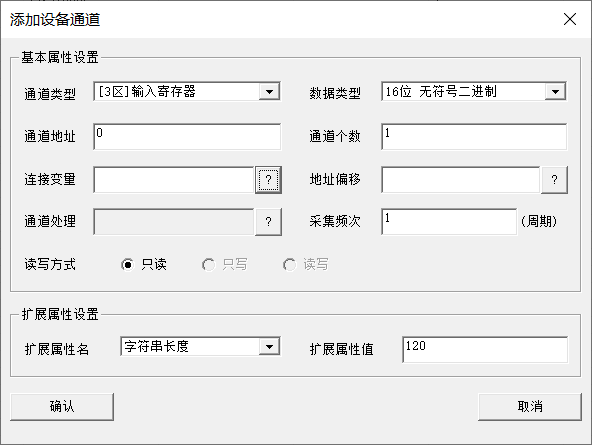 添加设备通道
基本属性设置
通道类型 [3区]输入寄存器 数据类型 16位 无符号二进制
通道地址 0 通道个数 1
连接变量 ? 地址偏移 ?
通道处理 ? 采集频次 1 (周期)
读写方式 只读 只写 读写
扩展属性设置
扩展属性名 字符串长度 扩展属性值 120
确认 取消